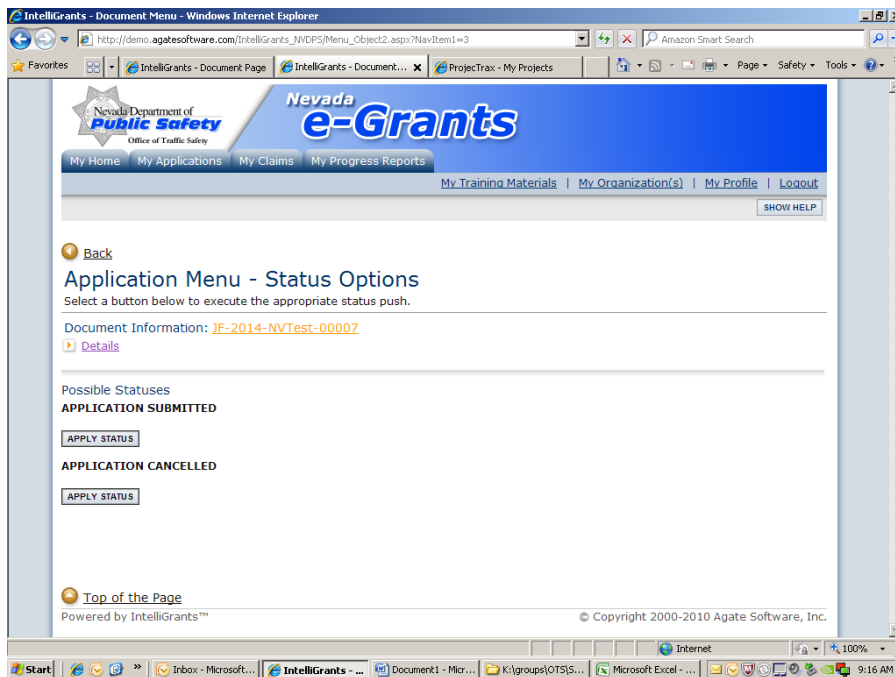 IntelliGrants - Document Menu - Windows Internet Explorer
http://demo.agatesoftware.com/IntelliGrants_NVDPS/Menu_Object2.aspx?NavItem1=3
Amazon Smart Search
Favorites
IntelliGrants - Document Page
IntelliGrants - Document...
ProjecTrax - My Projects
Page
Safety
Tools
Nevada Department of
Public Safety
Office of Traffic Safety
Nevada
e-Grants
My Home
My Applications
My Claims
My Progress Reports
My Training Materials | My Organization(s) | My Profile | Logout
SHOW HELP
Back
Application Menu - Status Options
Select a button below to execute the appropriate status push.
Document Information: JF-2014-NVTest-00007
Details
Possible Statuses
APPLICATION SUBMITTED
APPLY STATUS
APPLICATION CANCELLED
APPLY STATUS
Top of the Page
Powered by IntelliGrants™
© Copyright 2000-2010 Agate Software, Inc.
Internet
100%
Start
Inbox - Microsoft...
IntelliGrants - ...
Document1 - Micr...
K:\groups\OTS\S...
Microsoft Excel - ...
9:16 AM